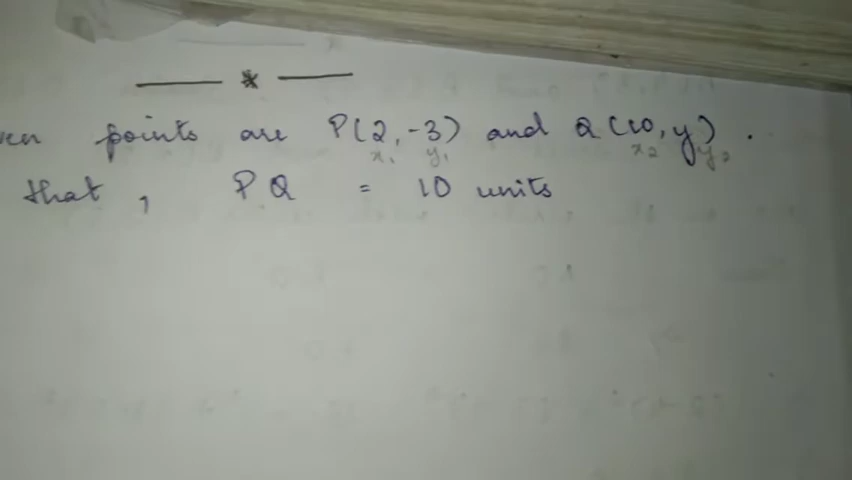 — * —
points are P(2, -3) and Q(10, y).
x₁ y₁ x₂ y₂
that, PQ = 10 units